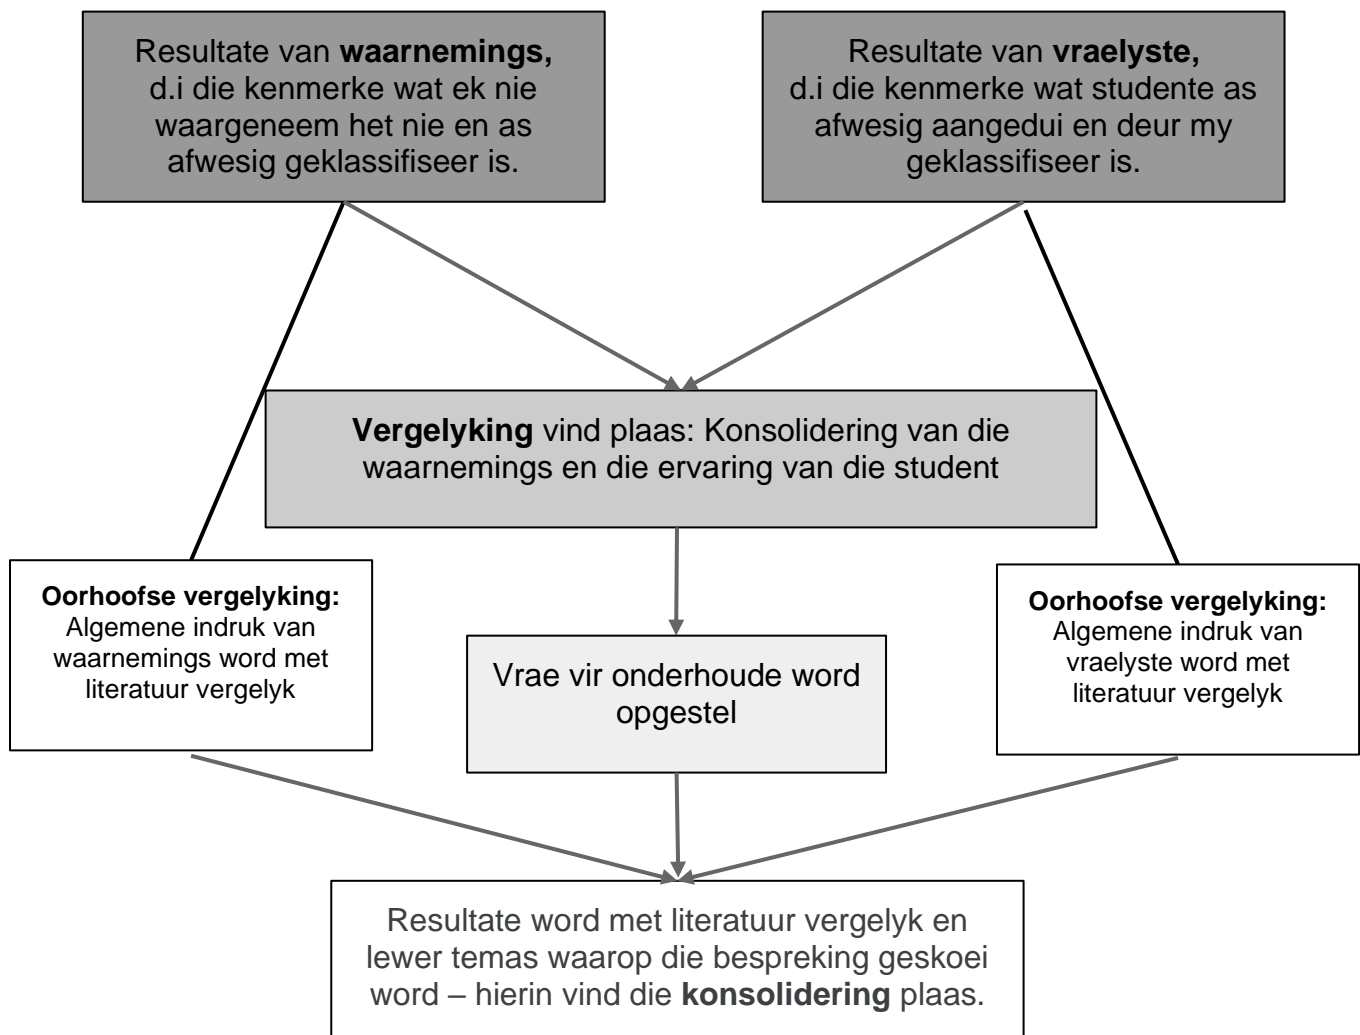 Resultate van waarnemings,
d.i die kenmerke wat ek nie
waargeneem het nie en as
afwesig geklassifiseer is.
Resultate van vraelyste,
d.i die kenmerke wat studente as
afwesig aangedui en deur my
geklassifiseer is.
Vergelyking vind plaas: Konsolidering van die
waarnemings en die ervaring van die student
Oorhoofse vergelyking:
Algemene indruk van
waarnemings word met
literatuur vergelyk
Vrae vir onderhoude word
opgestel
Oorhoofse vergelyking:
Algemene indruk van
vraelyste word met
literatuur vergelyk
Resultate word met literatuur vergelyk en
lewer temas waarop die bespreking geskoei
word – hierin vind die konsolidering plaas.